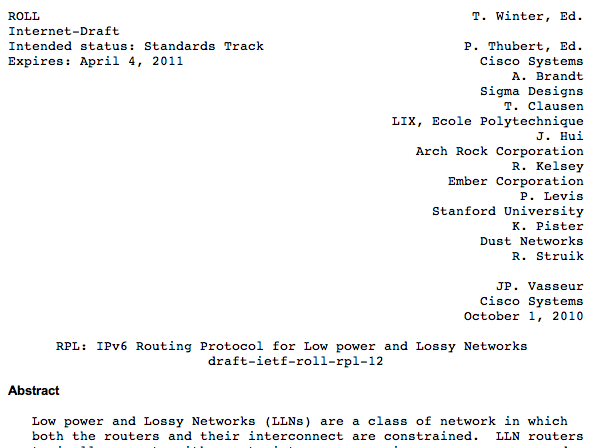 ROLL T. Winter, Ed.
Internet-Draft
Intended status: Standards Track P. Thubert, Ed.
Expires: April 4, 2011 Cisco Systems
A. Brandt
Sigma Designs
T. Clausen
LIX, Ecole Polytechnique
J. Hui
Arch Rock Corporation
R. Kelsey
Ember Corporation
P. Levis
Stanford University
K. Pister
Dust Networks
R. Struik
JP. Vasseur
Cisco Systems
October 1, 2010
RPL: IPv6 Routing Protocol for Low power and Lossy Networks
draft-ietf-roll-rpl-12
Abstract
Low power and Lossy Networks (LLNs) are a class of network in which
both the routers and their interconnect are constrained. LLN routers